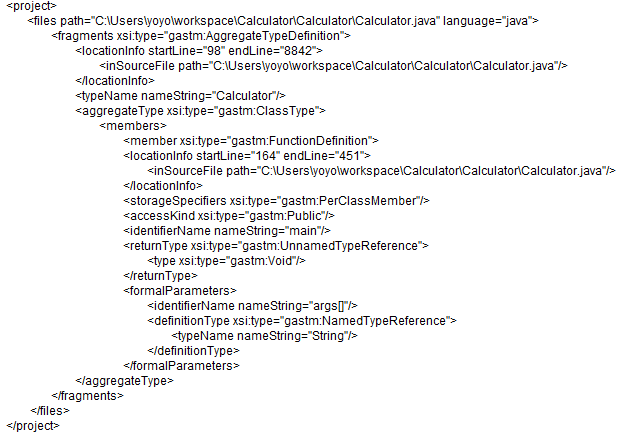 <project>
<files path="C:\Users\yoyo\workspace\Calculator\Calculator\Calculator.java" language="java">
<fragments xsi:type="gastm:AggregateTypeDefinition">
<locationInfo startLine="98" endLine="8842">
<inSourceFile path="C:\Users\yoyo\workspace\Calculator\Calculator\Calculator.java"/>
</locationInfo>
<typeName nameString="Calculator"/>
<aggregateType xsi:type="gastm:ClassType">
<members>
<member xsi:type="gastm:FunctionDefinition">
<locationInfo startLine="164" endLine="451">
<inSourceFile path="C:\Users\yoyo\workspace\Calculator\Calculator\Calculator.java"/>
</locationInfo>
<storageSpecifiers xsi:type="gastm:PerClassMember"/>
<accessKind xsi:type="gastm:Public"/>
<identifierName nameString="main"/>
<returnType xsi:type="gastm:UnnamedTypeReference">
<type xsi:type="gastm:Void"/>
</returnType>
<formalParameters>
<identifierName nameString="args[]"/>
<definitionType xsi:type="gastm:NamedTypeReference">
<typeName nameString="String"/>
</definitionType>
</formalParameters>
</aggregateType>
</fragments>
</files>
</project>